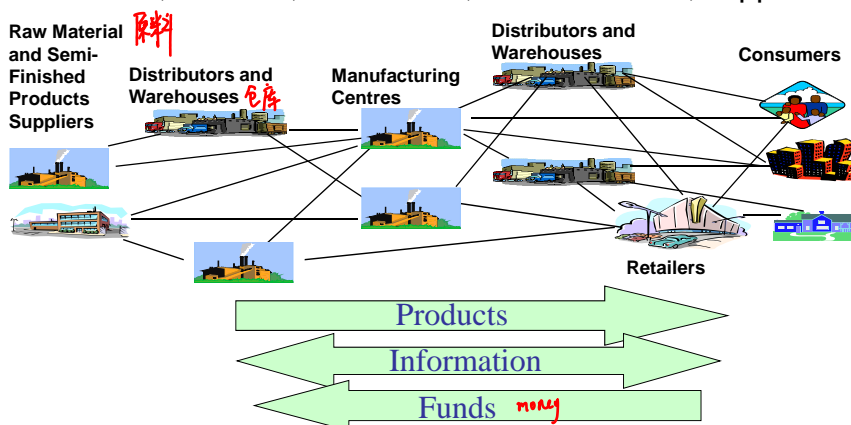 Raw Material
and Semi-
Finished
Products
Suppliers
原料
Distributors and
Warehouses 仓库
Manufacturing
Centres
Distributors and
Warehouses
Consumers
Retailers
Products
Information
Funds money